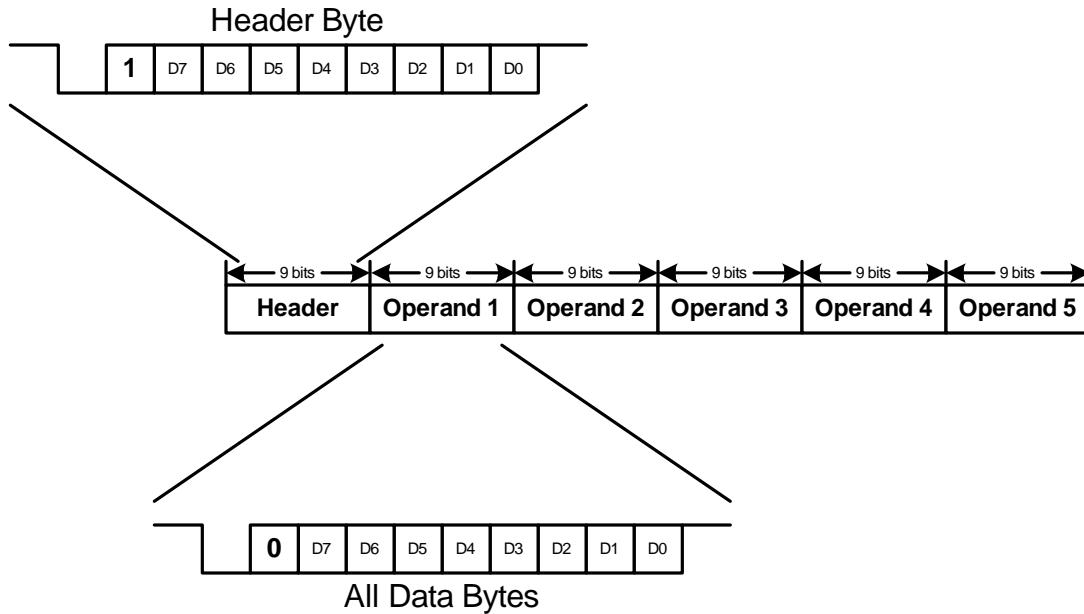 Header Byte
1 D7 D6 D5 D4 D3 D2 D1 D0
9 bits 9 bits 9 bits 9 bits 9 bits 9 bits
Header Operand 1 Operand 2 Operand 3 Operand 4 Operand 5
0 D7 D6 D5 D4 D3 D2 D1 D0
All Data Bytes